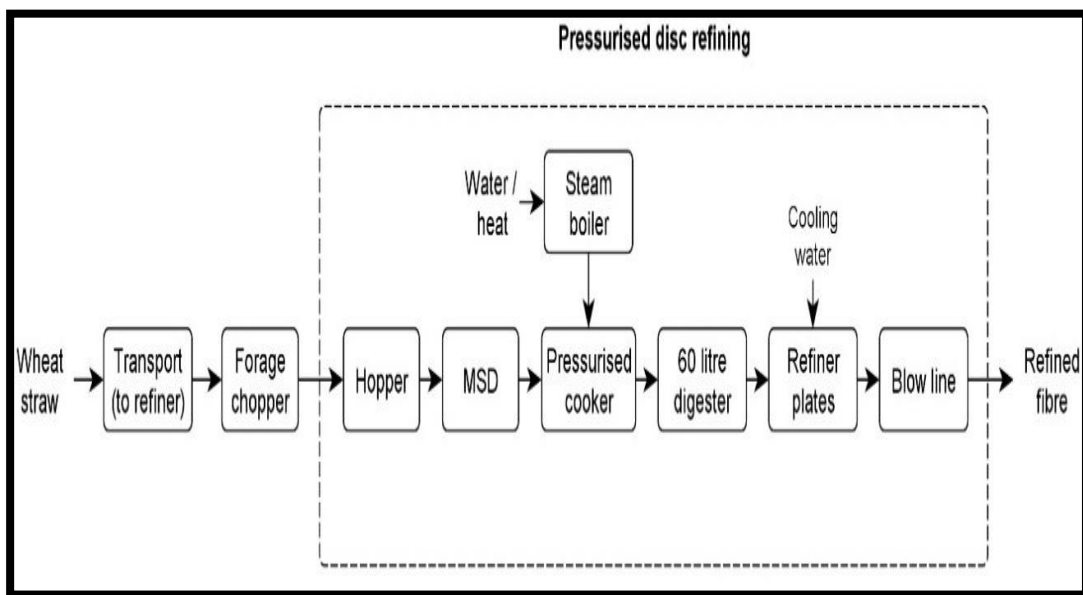 Pressurised disc refining
Water /
heat
Steam
boiler
Cooling
water
Wheat
straw
Transport
(to refiner)
Forage
chopper
Hopper
MSD
Pressurised
cooker
60 litre
digester
Refiner
plates
Blow line
Refined
fibre